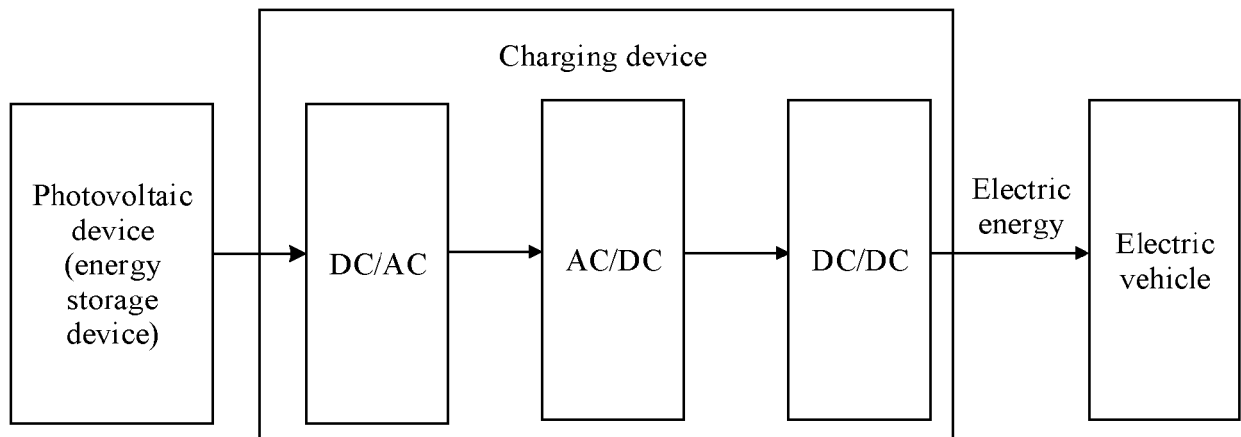 Charging device
Photovoltaic
device
(energy
storage
device)
DC/AC
AC/DC
DC/DC
Electric
energy
Electric
vehicle